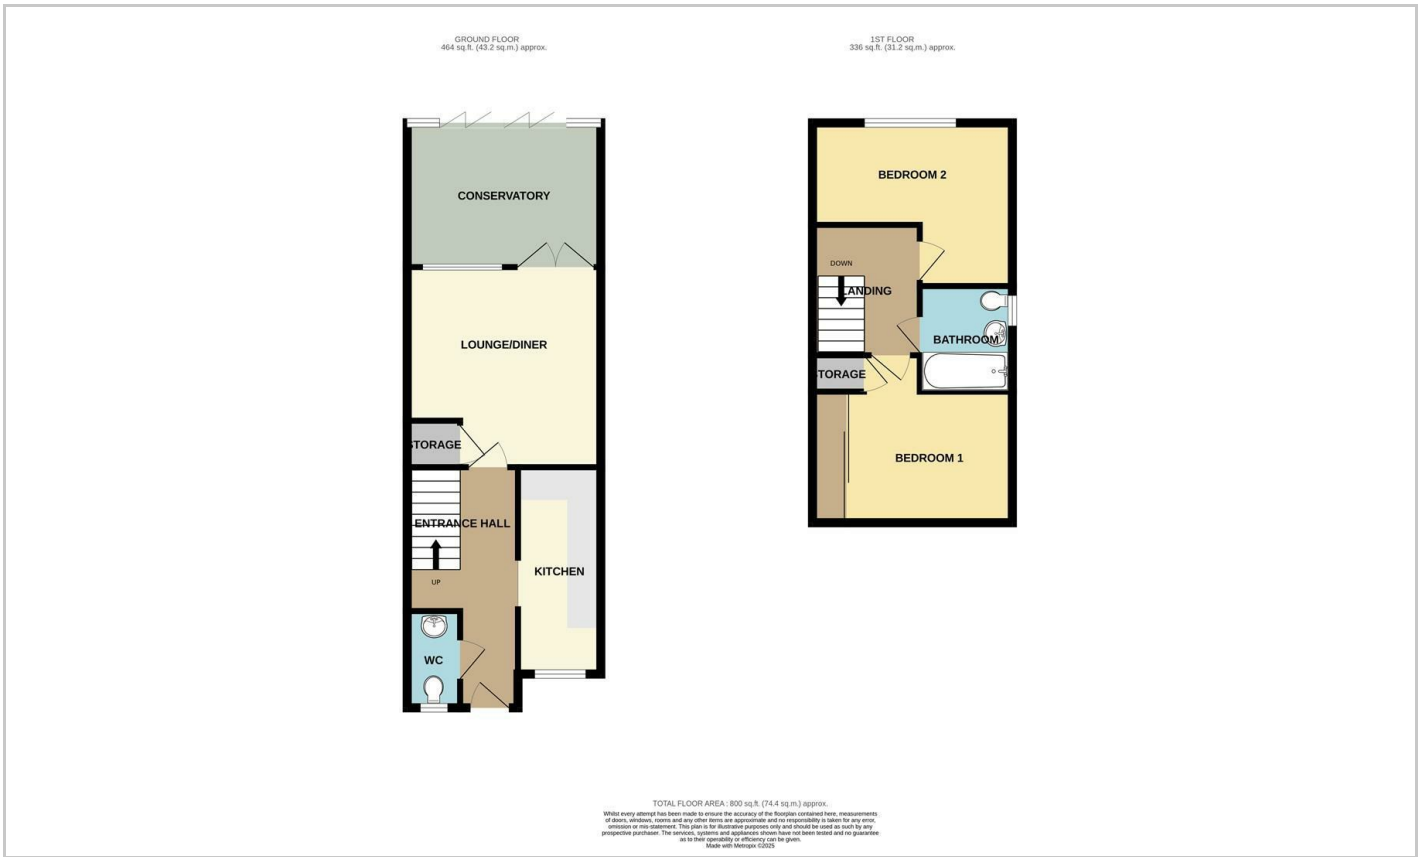 GROUND FLOOR
464 sq.ft. (43.2 sq.m.) approx.
1ST FLOOR
336 sq.ft. (31.2 sq.m.) approx.
CONSERVATORY
LOUNGE/DINER
STORAGE
ENTRANCE HALL
UP
KITCHEN
WC
BEDROOM 2
DOWN
LANDING
BATHROOM
STORAGE
BEDROOM 1
TOTAL FLOOR AREA : 800 sq.ft. (74.4 sq.m.) approx.
Whilst every attempt has been made to ensure the accuracy of the floorplan contained here, measurements
of doors, windows, rooms and any other items are approximate and no responsibility is taken for any error,
omission or mis-statement. This plan is for illustrative purposes only and should be used as such by any
prospective purchaser. The services, systems and appliances shown have not been tested and no guarantee
as to their operability or efficiency can be given.
Made with Metropix ©2025